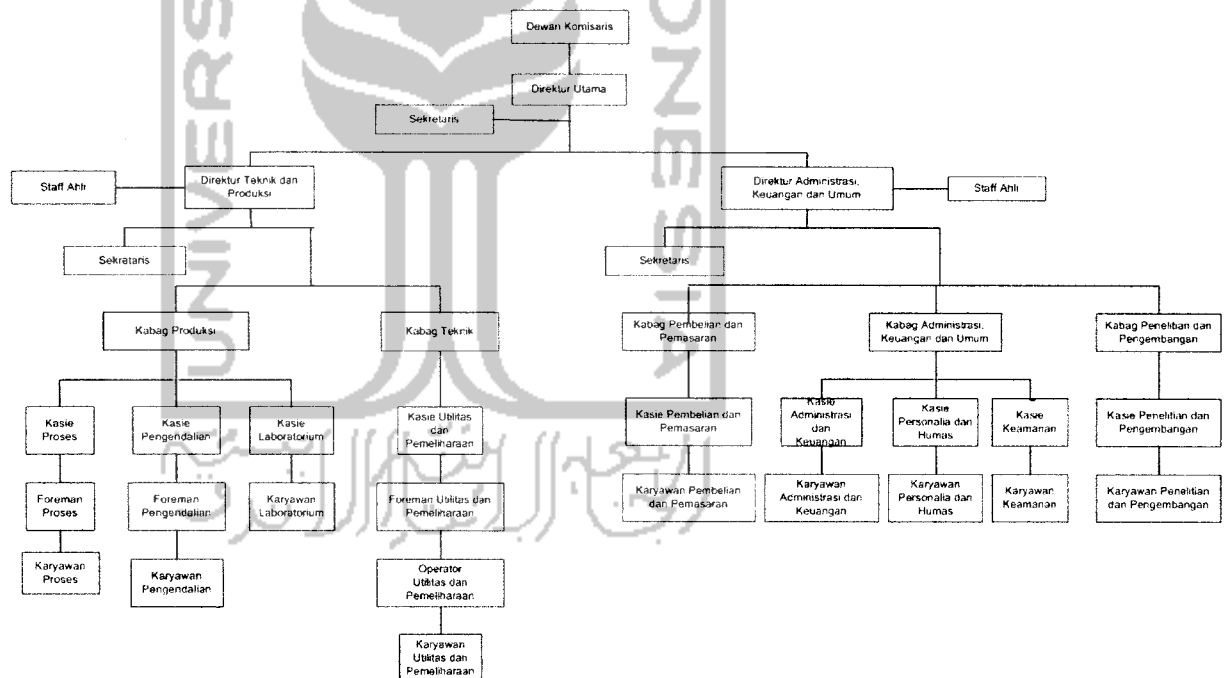 Dewan Komisaris
Direktur Utama
Sekretaris
Staff Ahli
Direktur Teknik dan
Produksi
Direktur Administrasi,
Keuangan dan Umum
Staff Ahli
Sekretaris
Sekretaris
Kabag Produksi
Kabag Teknik
Kabag Pembelian dan
Pemasaran
Kabag Administrasi,
Keuangan dan Umum
Kabag Penelitian dan
Pengembangan
Kasie
Proses
Kasie
Pengendalian
Kasie
Laboratorium
Kasie Utilitas
dan
Pemeliharaan
Kasie Pembelian dan
Pemasaran
Kasie
Administrasi
dan
Keuangan
Kasie
Personalia dan
Humas
Kasie
Keamanan
Kasie Penelitian dan
Pengembangan
Foreman
Proses
Foreman
Pengendalian
Karyawan
Laboratorium
Foreman Utilitas dan
Pemeliharaan
Karyawan Pembelian
dan Pemasaran
Karyawan
Administrasi dan
Keuangan
Karyawan
Personalia dan
Humas
Karyawan
Keamanan
Karyawan Penelitian
dan Pengembangan
Karyawan
Proses
Karyawan
Pengendalian
Operator
Utilitas dan
Pemeliharaan
Karyawan
Utilitas dan
Pemeliharaan
UNIVERS